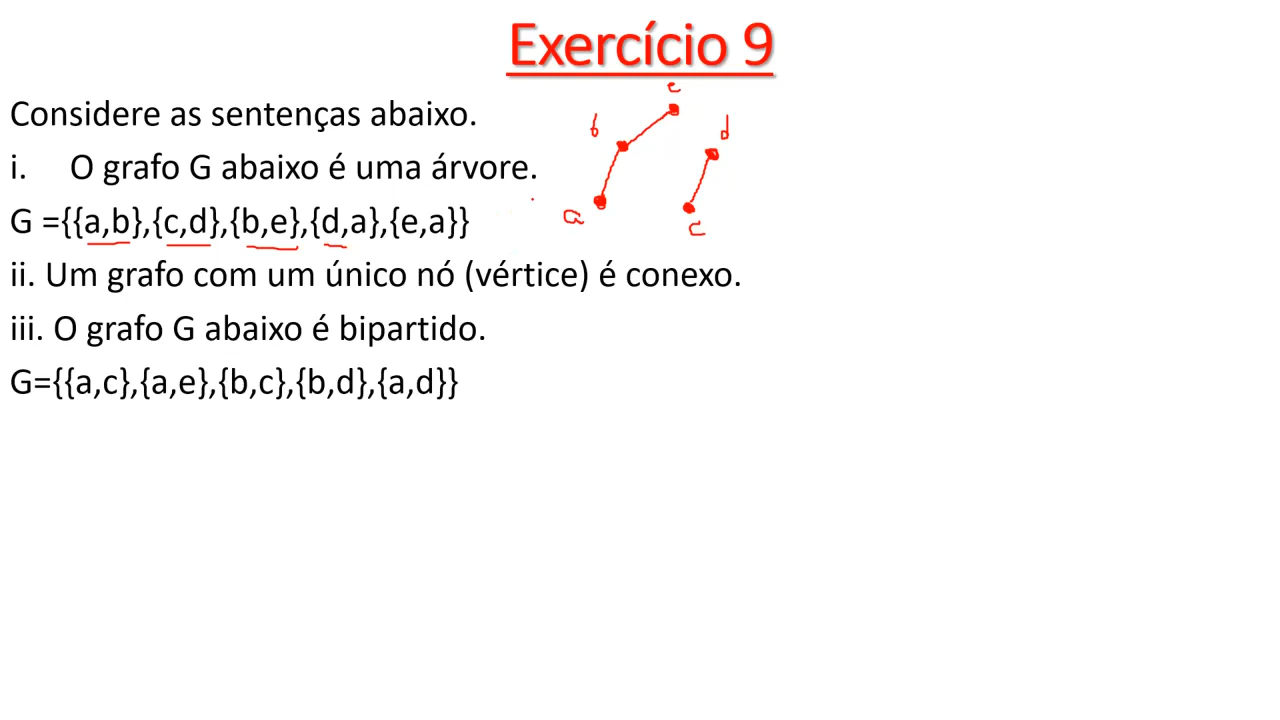 Exercício 9
e
Considere as sentenças abaixo.
b
d
i. O grafo G abaixo é uma árvore.
a
c
G ={{a,b},{c,d},{b,e},{d,a},{e,a}}
ii. Um grafo com um único nó (vértice) é conexo.
iii. O grafo G abaixo é bipartido.
G={{a,c},{a,e},{b,c},{b,d},{a,d}}